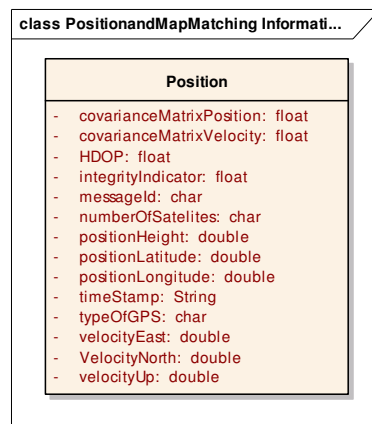 class PositionandMapMatching Informati...
Position
- covarianceMatrixPosition: float
- covarianceMatrixVelocity: float
- HDOP: float
- integrityIndicator: float
- messageId: char
- numberOfSatelites: char
- positionHeight: double
- positionLatitude: double
- positionLongitude: double
- timeStamp: String
- typeOfGPS: char
- velocityEast: double
- VelocityNorth: double
- velocityUp: double